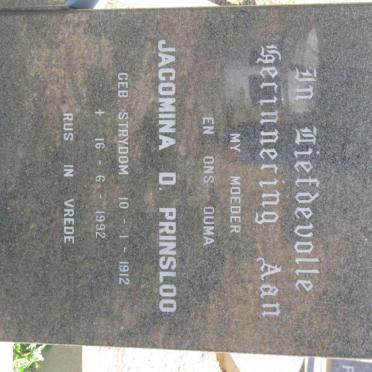 In Liefdevolle
Herinnering Aan
MY MOEDER
EN ONS OUMA
JACOMINA D. PRINSLOO
GEB STRYDOM 10 - 1 - 1912
+ 16 - 6 - 1992
RUS IN VREDE